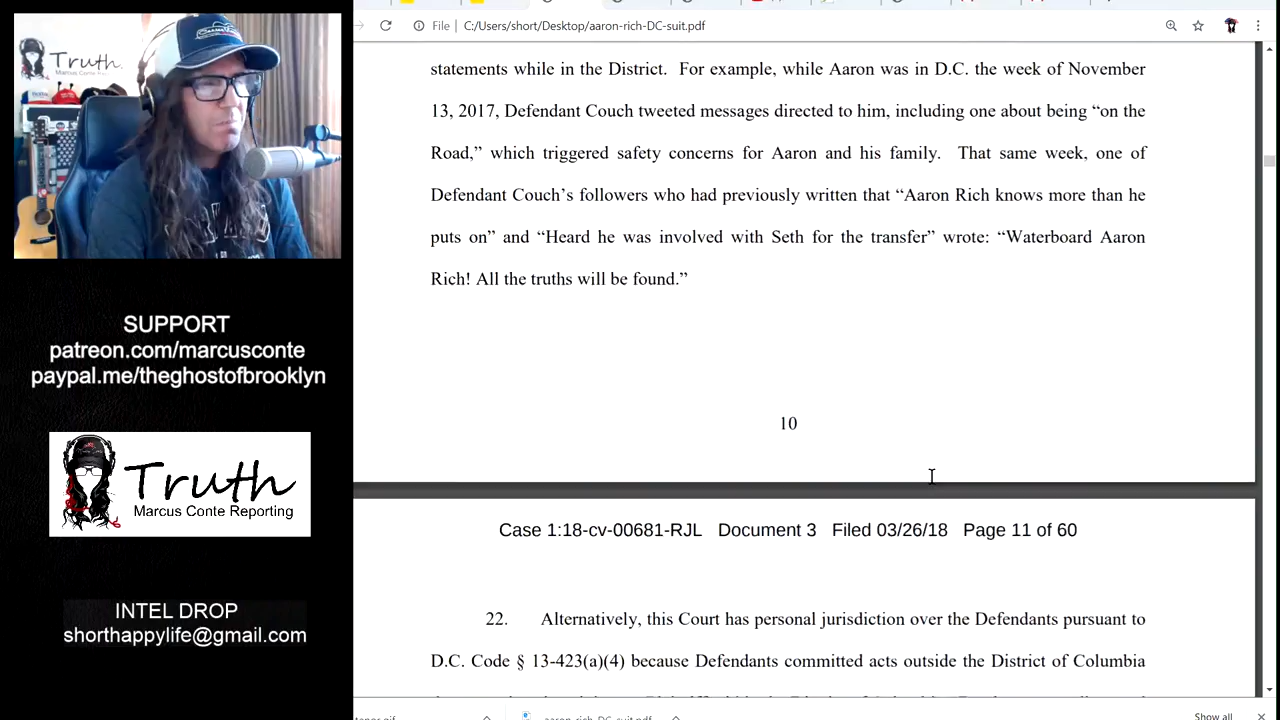 File
C:/Users/short/Desktop/aaron-rich-DC-suit.pdf
Truth
statements while in the District. For example, while Aaron was in D.C. the week of November
13, 2017, Defendant Couch tweeted messages directed to him, including one about being “on the
Road,” which triggered safety concerns for Aaron and his family. That same week, one of
Defendant Couch’s followers who had previously written that “Aaron Rich knows more than he
puts on” and “Heard he was involved with Seth for the transfer” wrote: “Waterboard Aaron
Rich! All the truths will be found.”
10
Case 1:18-cv-00681-RJL Document 3 Filed 03/26/18 Page 11 of 60
22. Alternatively, this Court has personal jurisdiction over the Defendants pursuant to
D.C. Code § 13-423(a)(4) because Defendants committed acts outside the District of Columbia
SUPPORT
patreon.com/marcusconte
paypal.me/theghostofbrooklyn
Truth
Marcus Conte Reporting
INTEL DROP
shorthappylife@gmail.com
aaron-rich-DC-suit.pdf
Show all